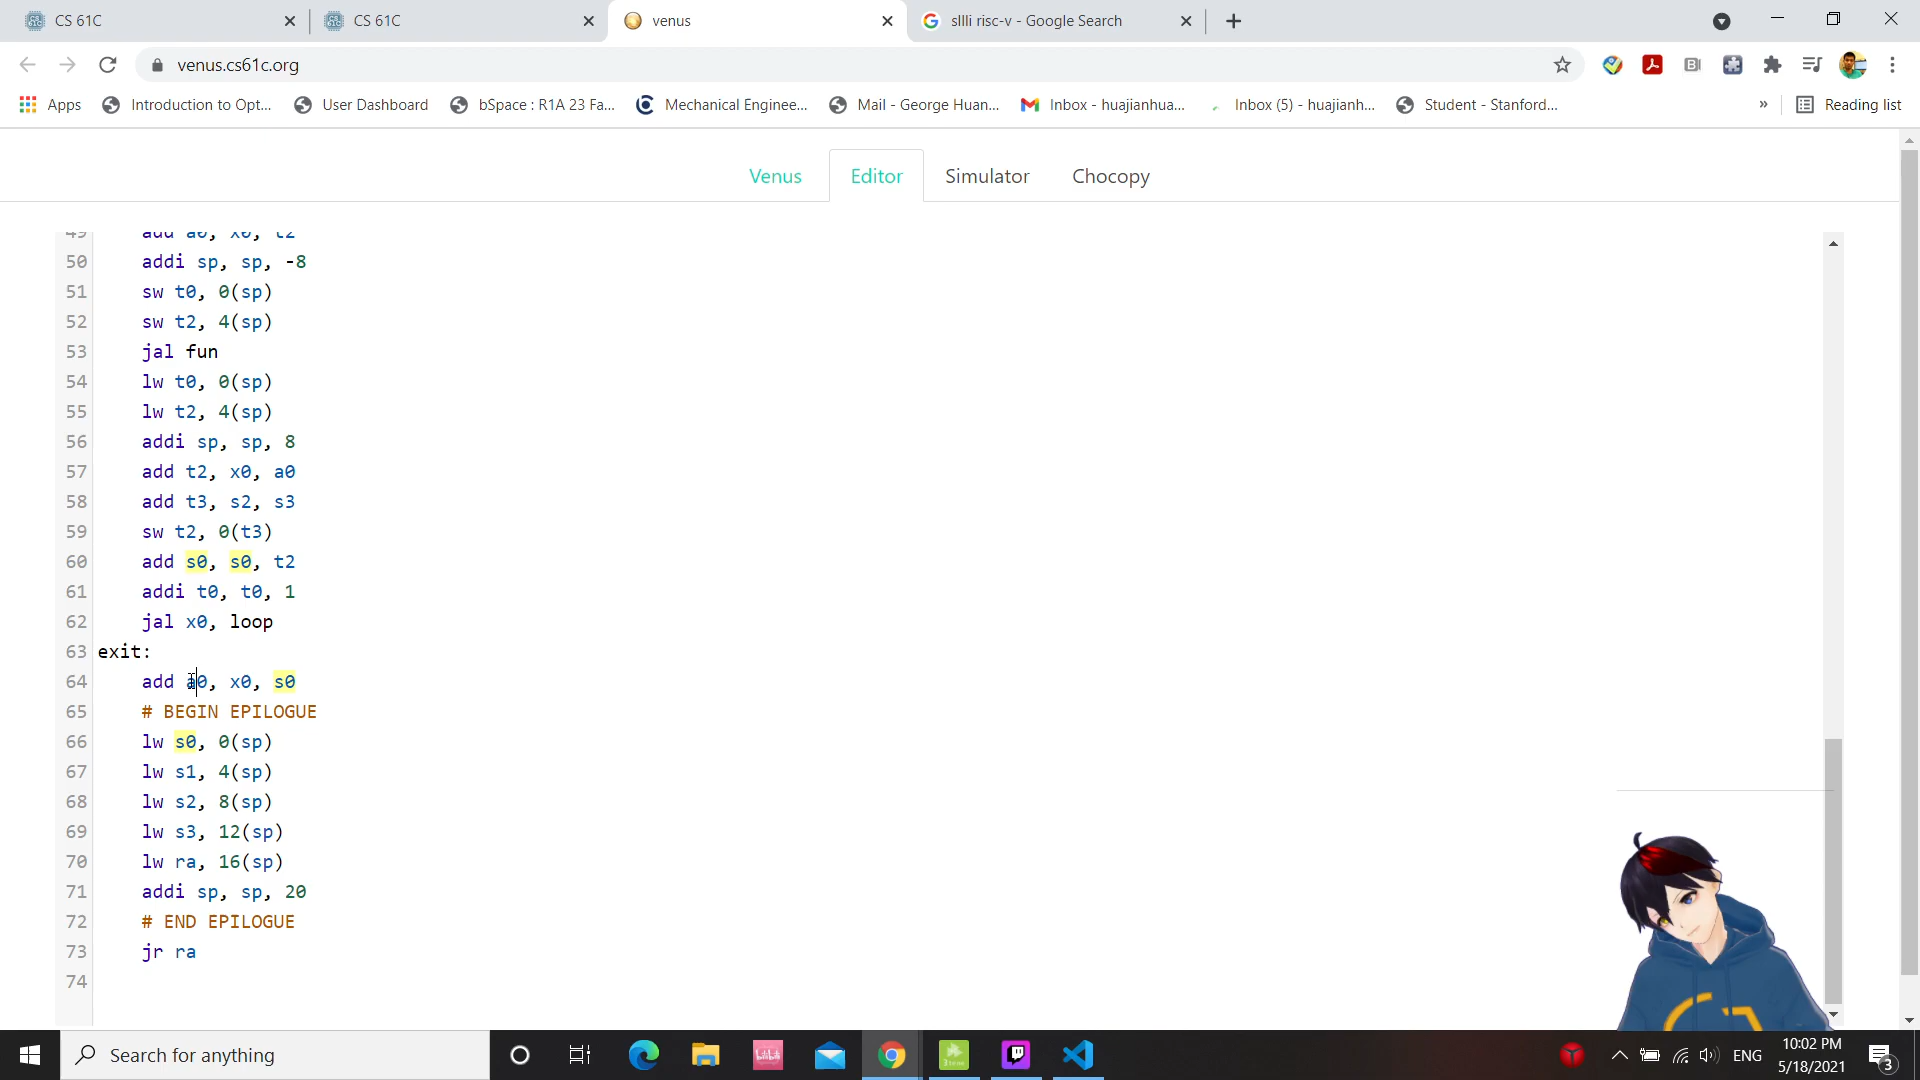 CS 61C
CS 61C
venus
sllli risc-v - Google Search
venus.cs61c.org
Apps
Introduction to Opt...
User Dashboard
bSpace : R1A 23 Fa...
Mechanical Enginee...
Mail - George Huan...
Inbox - huajianhua...
Inbox (5) - huajianh...
Student - Stanford...
»
Reading list
Venus
Editor
Simulator
Chocopy
49 add a0, x0, t2
50 addi sp, sp, -8
51 sw t0, 0(sp)
52 sw t2, 4(sp)
53 jal fun
54 lw t0, 0(sp)
55 lw t2, 4(sp)
56 addi sp, sp, 8
57 add t2, x0, a0
58 add t3, s2, s3
59 sw t2, 0(t3)
60 add s0, s0, t2
61 addi t0, t0, 1
62 jal x0, loop
63 exit:
64 add a0, x0, s0
65 # BEGIN EPILOGUE
66 lw s0, 0(sp)
67 lw s1, 4(sp)
68 lw s2, 8(sp)
69 lw s3, 12(sp)
70 lw ra, 16(sp)
71 addi sp, sp, 20
72 # END EPILOGUE
73 jr ra
74
Search for anything
ENG
10:02 PM
5/18/2021
3